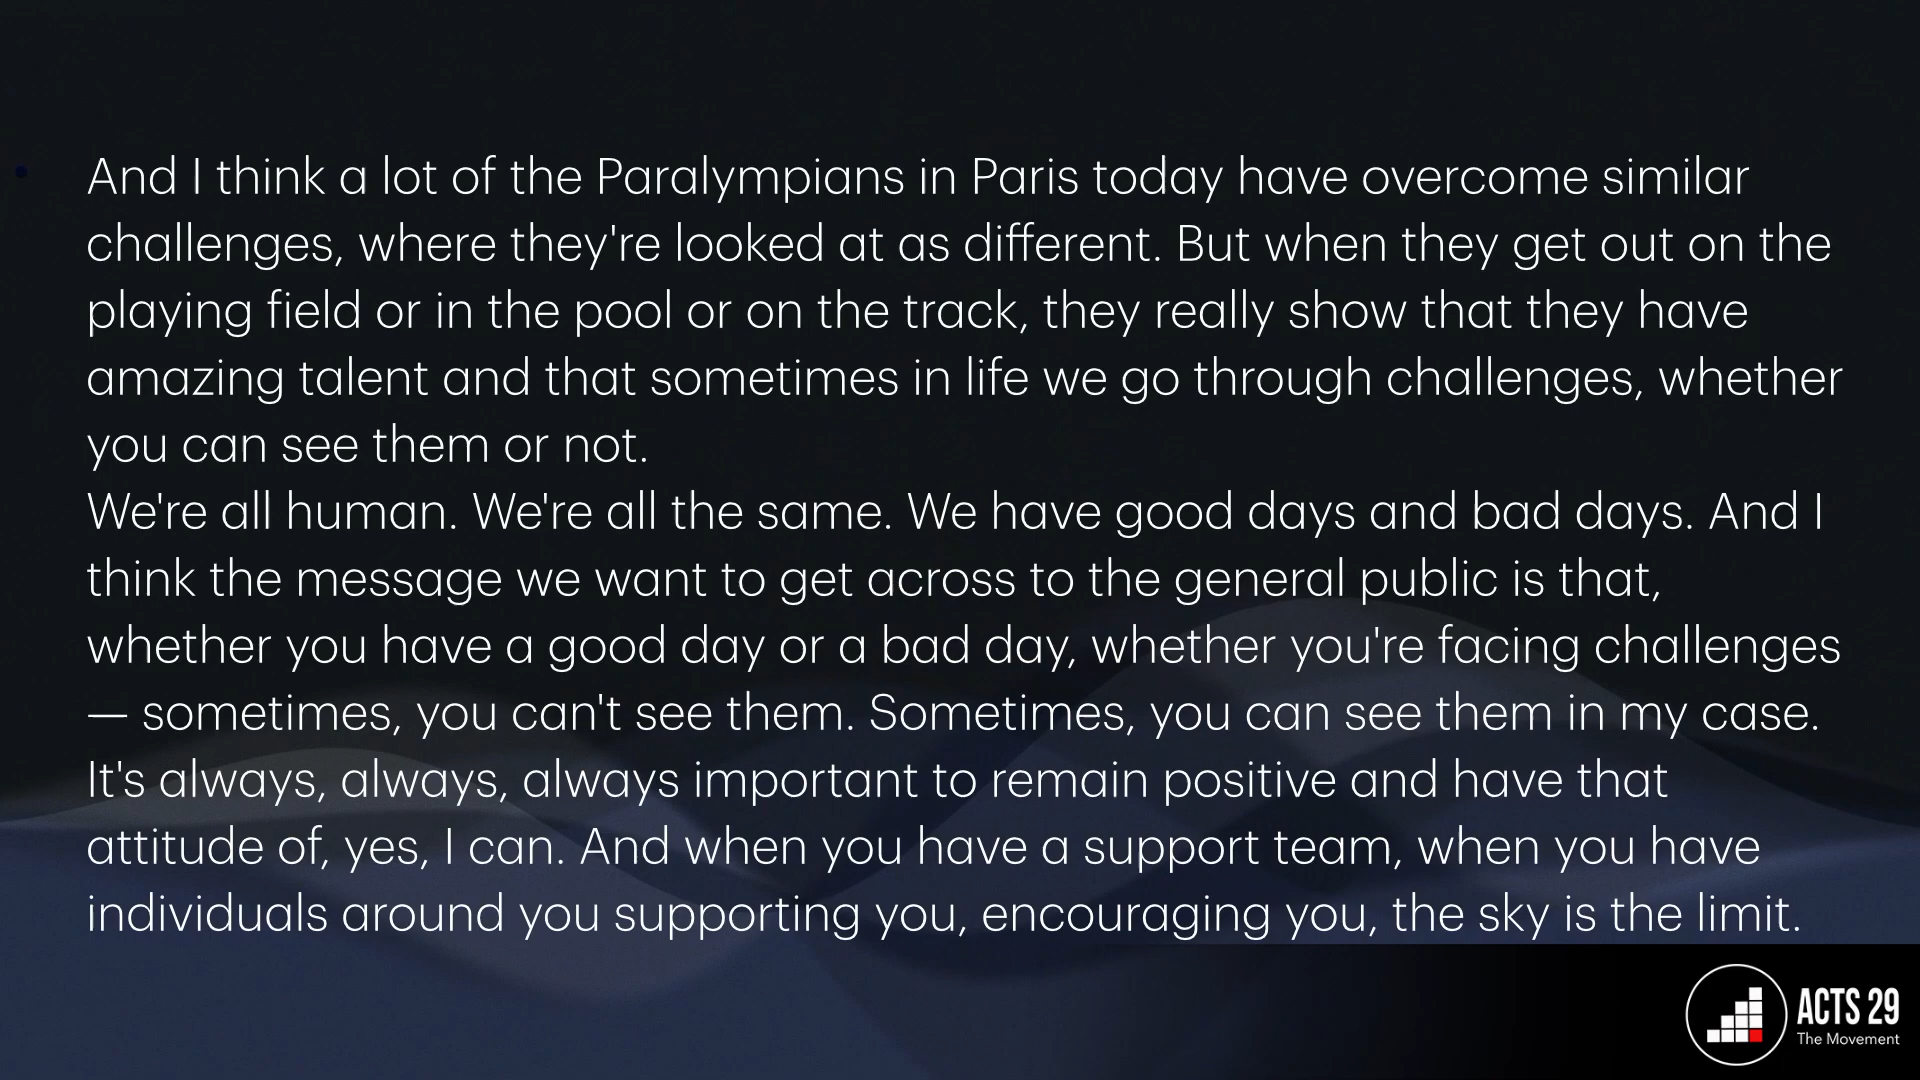 And I think a lot of the Paralympians in Paris today have overcome similar
challenges, where they're looked at as different. But when they get out on the
playing field or in the pool or on the track, they really show that they have
amazing talent and that sometimes in life we go through challenges, whether
you can see them or not.
We're all human. We're all the same. We have good days and bad days. And I
think the message we want to get across to the general public is that,
whether you have a good day or a bad day, whether you're facing challenges
— sometimes, you can't see them. Sometimes, you can see them in my case.
It's always, always, always important to remain positive and have that
attitude of, yes, I can. And when you have a support team, when you have
individuals around you supporting you, encouraging you, the sky is the limit.
ACTS 29
The Movement